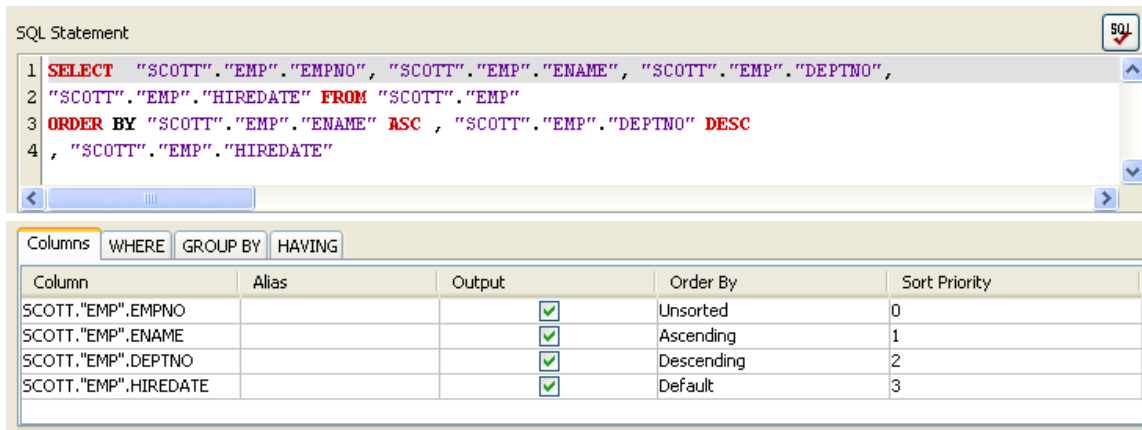 SQL Statement
SQL
1 SELECT "SCOTT"."EMP"."EMPNO", "SCOTT"."EMP"."ENAME", "SCOTT"."EMP"."DEPTNO",
2 "SCOTT"."EMP"."HIREDATE" FROM "SCOTT"."EMP"
3 ORDER BY "SCOTT"."EMP"."ENAME" ASC , "SCOTT"."EMP"."DEPTNO" DESC
4 , "SCOTT"."EMP"."HIREDATE"
Columns WHERE GROUP BY HAVING
Column Alias Output Order By Sort Priority
SCOTT."EMP".EMPNO Unsorted 0
SCOTT."EMP".ENAME Ascending 1
SCOTT."EMP".DEPTNO Descending 2
SCOTT."EMP".HIREDATE Default 3